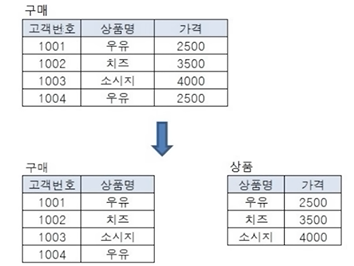 구매
고객번호 상품명 가격
1001 우유 2500
1002 치즈 3500
1003 소시지 4000
1004 우유 2500
구매
고객번호 상품명
1001 우유
1002 치즈
1003 소시지
1004 우유
상품
상품명 가격
우유 2500
치즈 3500
소시지 4000